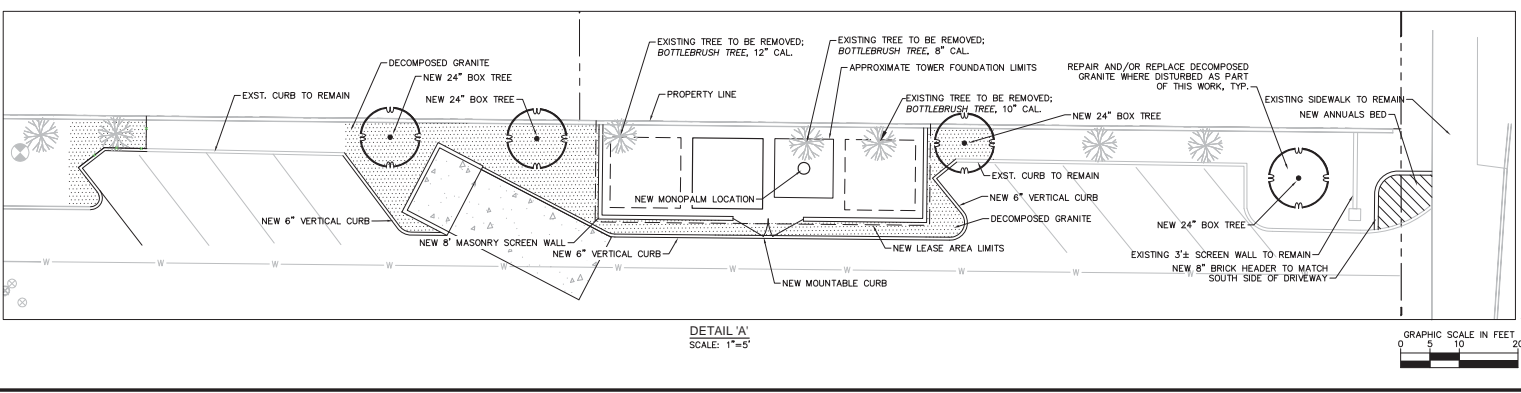 EXISTING TREE TO BE REMOVED;
BOTTLEBRUSH TREE, 12" CAL.
EXISTING TREE TO BE REMOVED;
BOTTLEBRUSH TREE, 8" CAL.
DECOMPOSED GRANITE
NEW 24" BOX TREE
APPROXIMATE TOWER FOUNDATION LIMITS
REPAIR AND/OR REPLACE DECOMPOSED
GRANITE WHERE DISTURBED AS PART
OF THIS WORK, TYP.
EXST. CURB TO REMAIN
NEW 24" BOX TREE
PROPERTY LINE
EXISTING TREE TO BE REMOVED;
BOTTLEBRUSH TREE, 10" CAL.
EXISTING SIDEWALK TO REMAIN
NEW 24" BOX TREE
NEW ANNUALS BED
EXST. CURB TO REMAIN
NEW MONOPALM LOCATION
NEW 6" VERTICAL CURB
NEW 6" VERTICAL CURB
DECOMPOSED GRANITE
NEW 24" BOX TREE
NEW 8' MASONRY SCREEN WALL
NEW 6" VERTICAL CURB
NEW LEASE AREA LIMITS
EXISTING 3'± SCREEN WALL TO REMAIN
W W W W W W W W W W W
NEW 8" BRICK HEADER TO MATCH
SOUTH SIDE OF DRIVEWAY
NEW MOUNTABLE CURB
DETAIL 'A'
SCALE: 1"=5'
GRAPHIC SCALE IN FEET
0 5 10 20